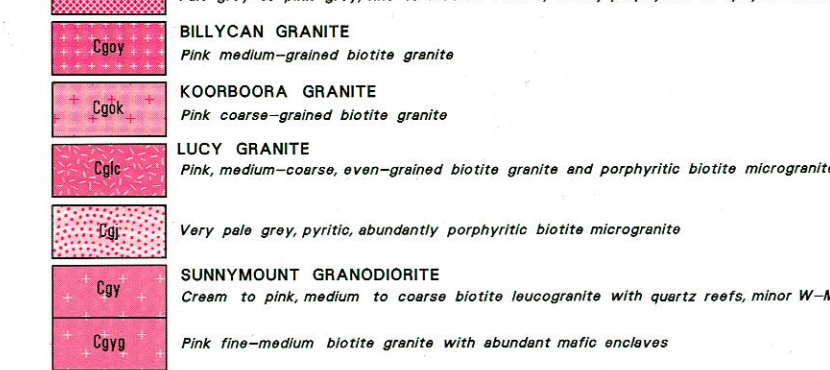 Cgoy
BILLYCAN GRANITE
Pink medium-grained biotite granite
Cgok
KOORBOORA GRANITE
Pink coarse-grained biotite granite
Cglc
LUCY GRANITE
Pink, medium-coarse, even-grained biotite granite and porphyritic biotite microgranite
Cgj
Very pale grey, pyritic, abundantly porphyritic biotite microgranite
Cgy
SUNNYMOUNT GRANODIORITE
Cream to pink, medium to coarse biotite leucogranite with quartz reefs, minor W-M
Cgyg
Pink fine-medium biotite granite with abundant mafic enclaves